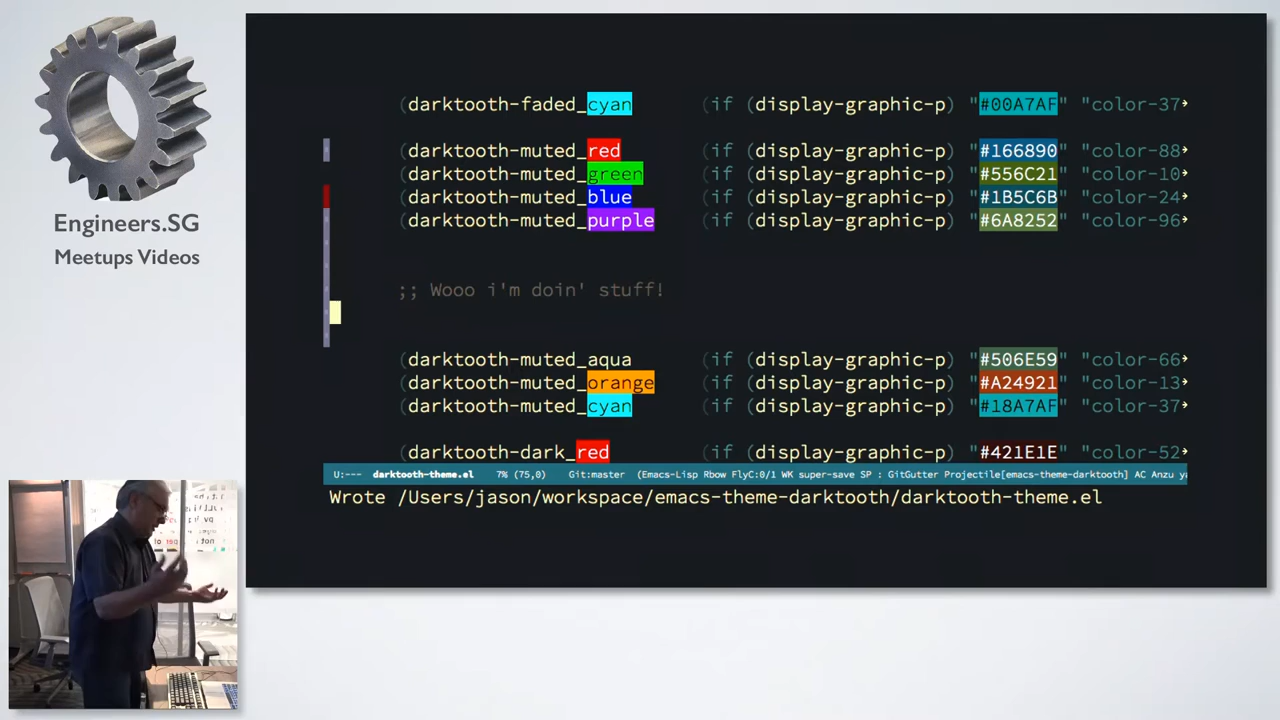 Engineers.SG
Meetups Videos
(darktooth-faded_cyan (if (display-graphic-p) "#00A7AF" "color-37
(darktooth-muted_red (if (display-graphic-p) "#166890" "color-88
(darktooth-muted_green (if (display-graphic-p) "#556C21" "color-10
(darktooth-muted_blue (if (display-graphic-p) "#1B5C6B" "color-24
(darktooth-muted_purple (if (display-graphic-p) "#6A8252" "color-96
;; Wooo i'm doin' stuff!
(darktooth-muted_aqua (if (display-graphic-p) "#506E59" "color-66
(darktooth-muted_orange (if (display-graphic-p) "#A24921" "color-13
(darktooth-muted_cyan (if (display-graphic-p) "#18A7AF" "color-37
(darktooth-dark_red (if (display-graphic-p) "#421E1E" "color-52
U:--- darktooth-theme.el 7% (75,0) Git:master (Emacs-Lisp Rbow FlyC:0/1 WK super-save SP : GitGutter Projectile[emacs-theme-darktooth] AC Anzu ya
Wrote /Users/jason/workspace/emacs-theme-darktooth/darktooth-theme.el